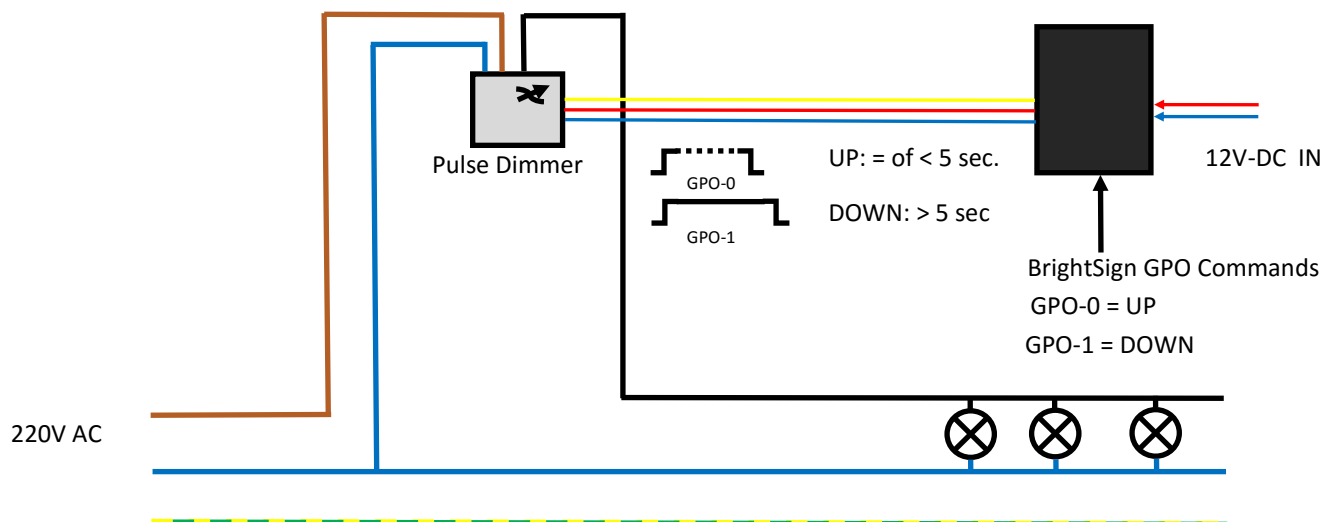 Pulse Dimmer
GPO-0
GPO-1
UP: = of < 5 sec.
DOWN: > 5 sec
12V-DC  IN
BrightSign GPO Commands
GPO-0 = UP
GPO-1 = DOWN
220V AC